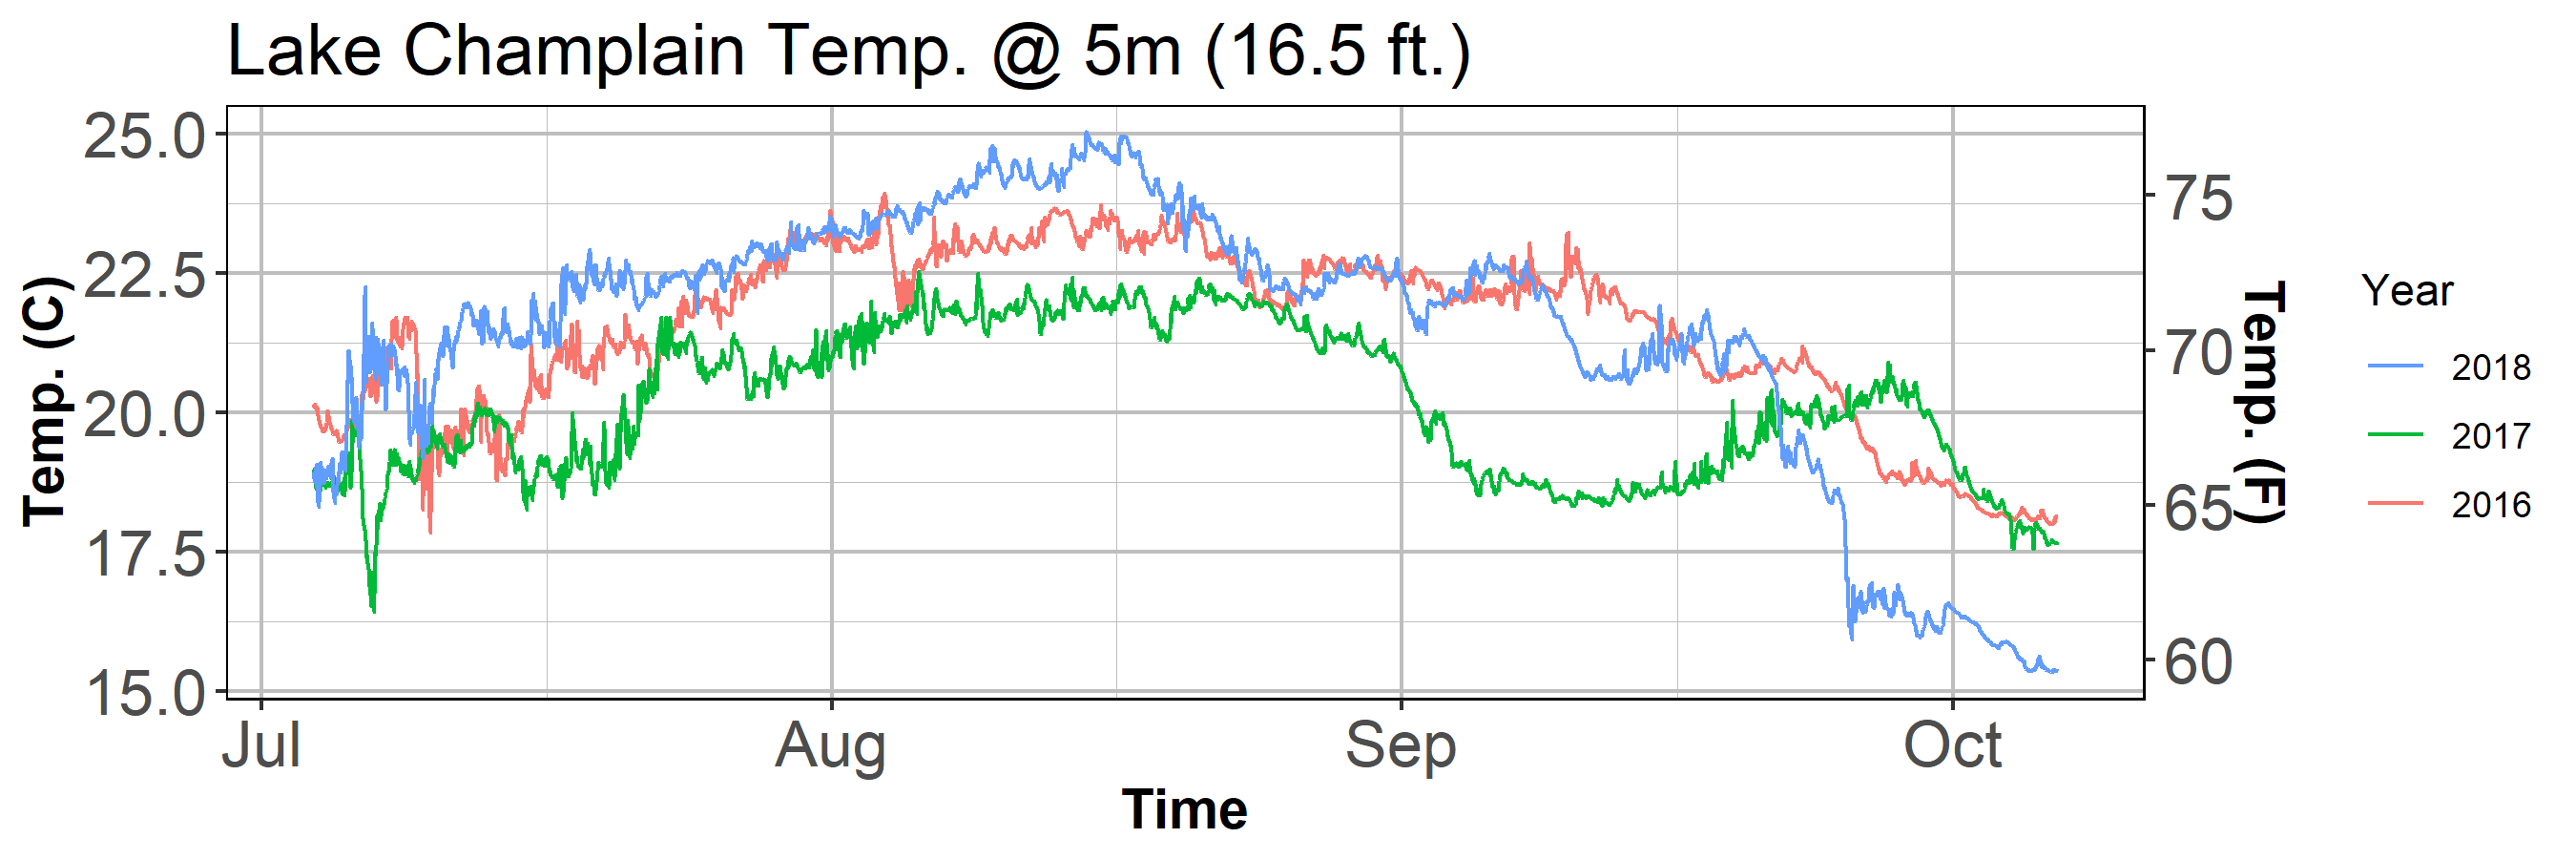 Lake Champlain Temp. @ 5m (16.5 ft.)
Temp. (C)
25.0
22.5
20.0
17.5
15.0
Jul
Aug
Sep
Oct
Time
75
70
65
60
Temp. (F)
Year
2018
2017
2016